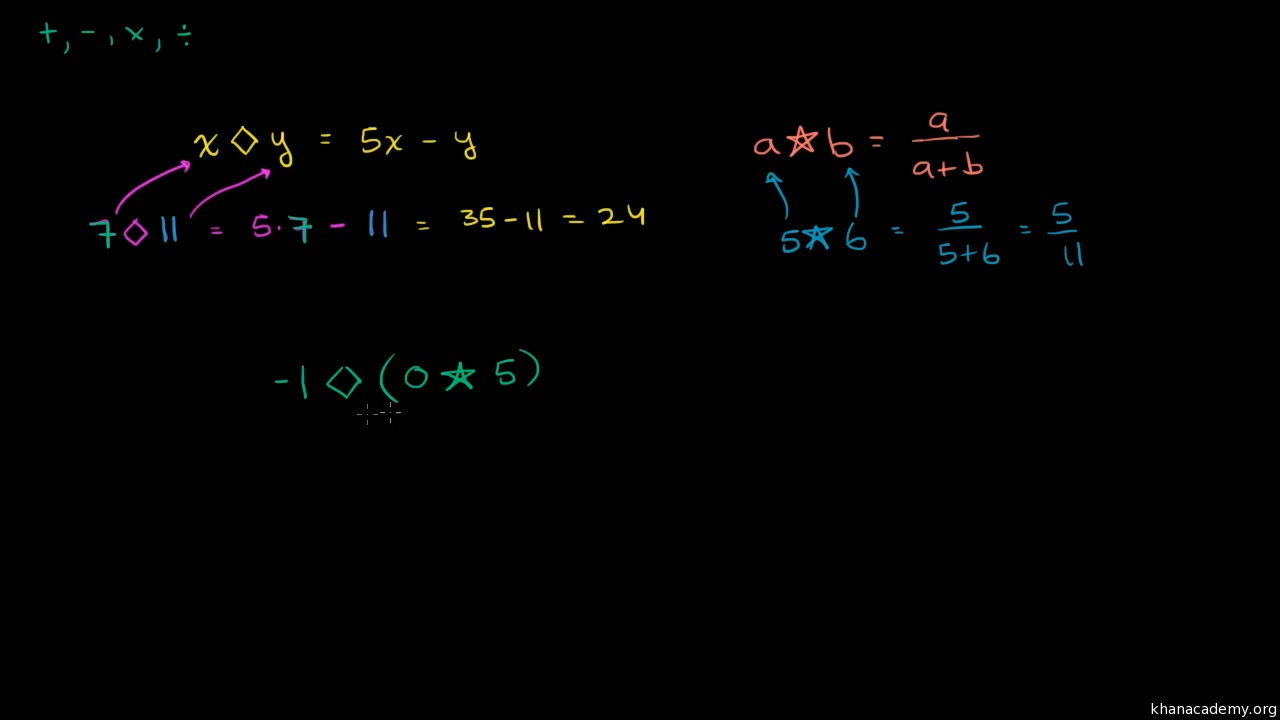 +, -, ×, ÷
x ◇ y = 5x - y
7 ◇ 11 = 5·7 - 11 = 35 - 11 = 24
a ☆ b = a/(a+b)
5 ☆ 6 = 5/(5+6) = 5/11
-1 ◇ (0 ☆ 5)
khanacademy.org